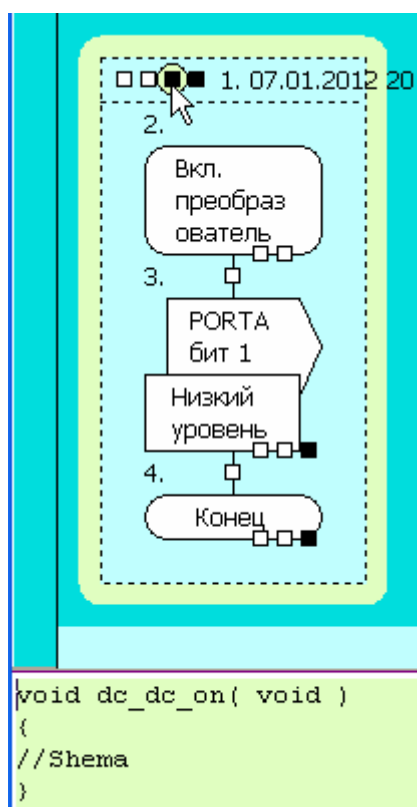 1. 07.01.2012 20
2.
Вкл.
преобраз
ователь
3.
PORTA
бит 1
Низкий
уровень
4.
Конец
void dc_dc_on( void )
{
//Shema
}